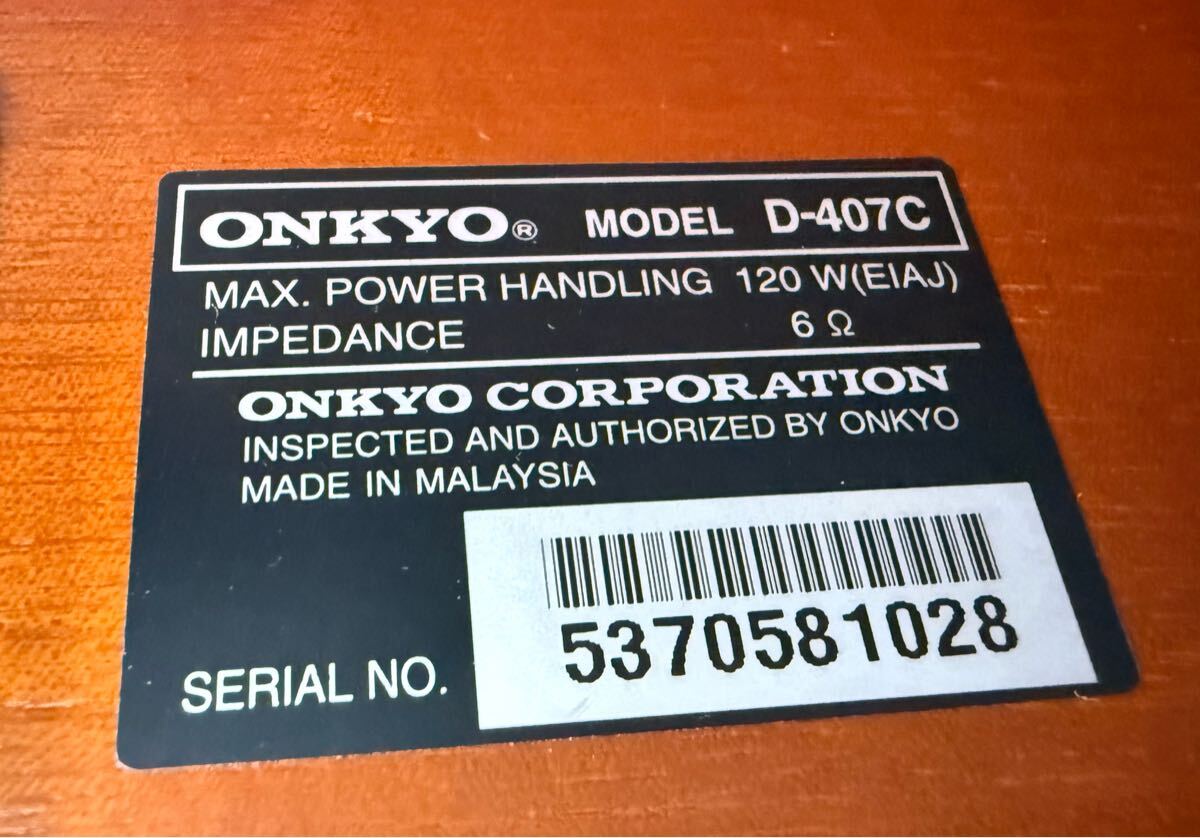 ONKYO® MODEL D-407C
MAX. POWER HANDLING 120 W(EIAJ)
IMPEDANCE 6 Ω
ONKYO CORPORATION
INSPECTED AND AUTHORIZED BY ONKYO
MADE IN MALAYSIA
SERIAL NO. 5370581028